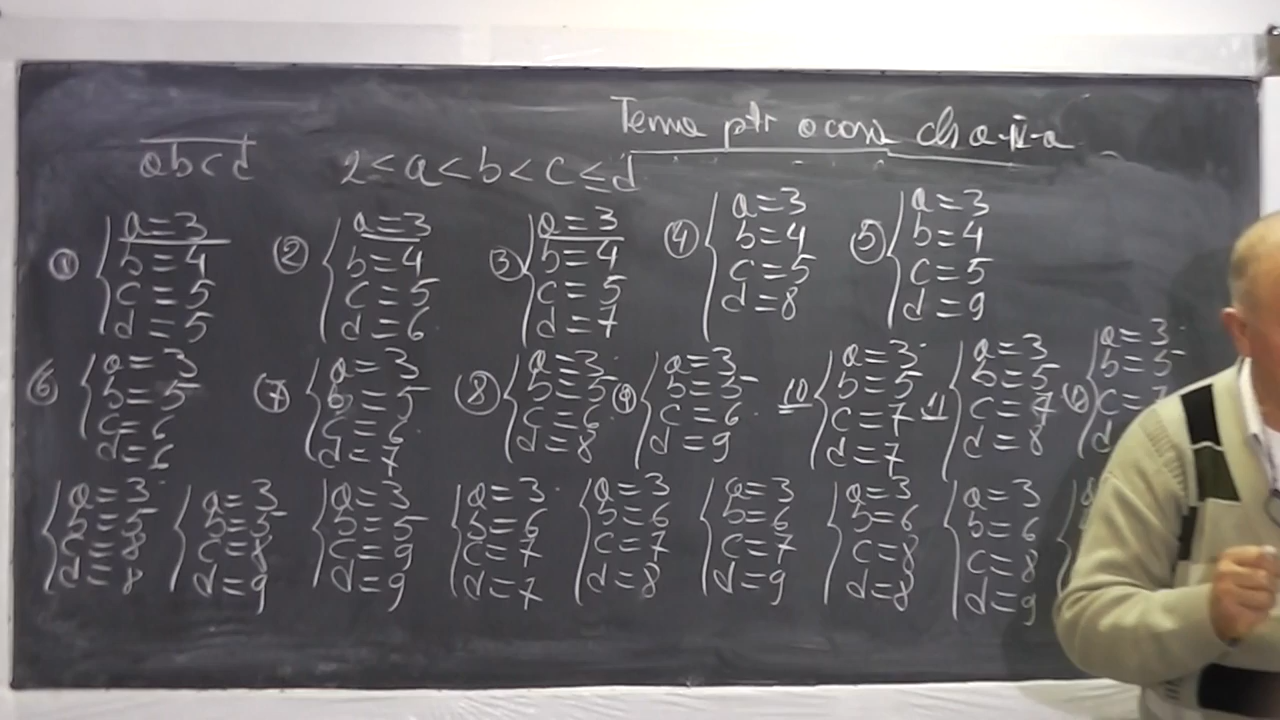 Tema ptr acasă cls a-IV-a
abcd 2<a<b<c≤d
① a=3 b=4 c=5 d=5
② a=3 b=4 c=5 d=6
③ a=3 b=4 c=5 d=7
④ a=3 b=4 c=5 d=8
⑤ a=3 b=4 c=5 d=9
⑥ a=3 b=5 c=6 d=6
⑦ a=3 b=5 c=6 d=7
⑧ a=3 b=5 c=6 d=8
⑨ a=3 b=5 c=6 d=9
10 a=3 b=5 c=7 d=7
11 a=3 b=5 c=7 d=8
a=3 b=5 c=7 d
a=3 b=5 c=8 d=8
a=3 b=5 c=8 d=9
a=3 b=5 c=9 d=9
a=3 b=6 c=7 d=7
a=3 b=6 c=7 d=8
a=3 b=6 c=7 d=9
a=3 b=6 c=8 d=8
a=3 b=6 c=8 d=9